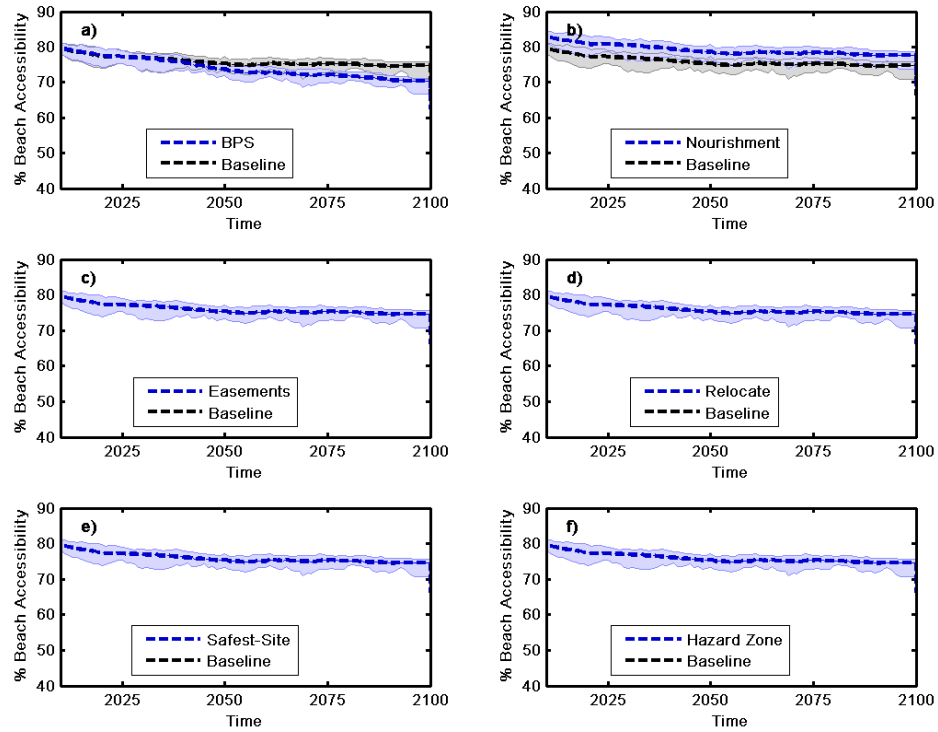 a)
90
80
70
60
50
40
% Beach Accessibility
BPS
Baseline
2025
2050
2075
2100
Time
b)
90
80
70
60
50
40
% Beach Accessibility
Nourishment
Baseline
2025
2050
2075
2100
Time
c)
90
80
70
60
50
40
% Beach Accessibility
Easements
Baseline
2025
2050
2075
2100
Time
d)
90
80
70
60
50
40
% Beach Accessibility
Relocate
Baseline
2025
2050
2075
2100
Time
e)
90
80
70
60
50
40
% Beach Accessibility
Safest-Site
Baseline
2025
2050
2075
2100
Time
f)
90
80
70
60
50
40
% Beach Accessibility
Hazard Zone
Baseline
2025
2050
2075
2100
Time